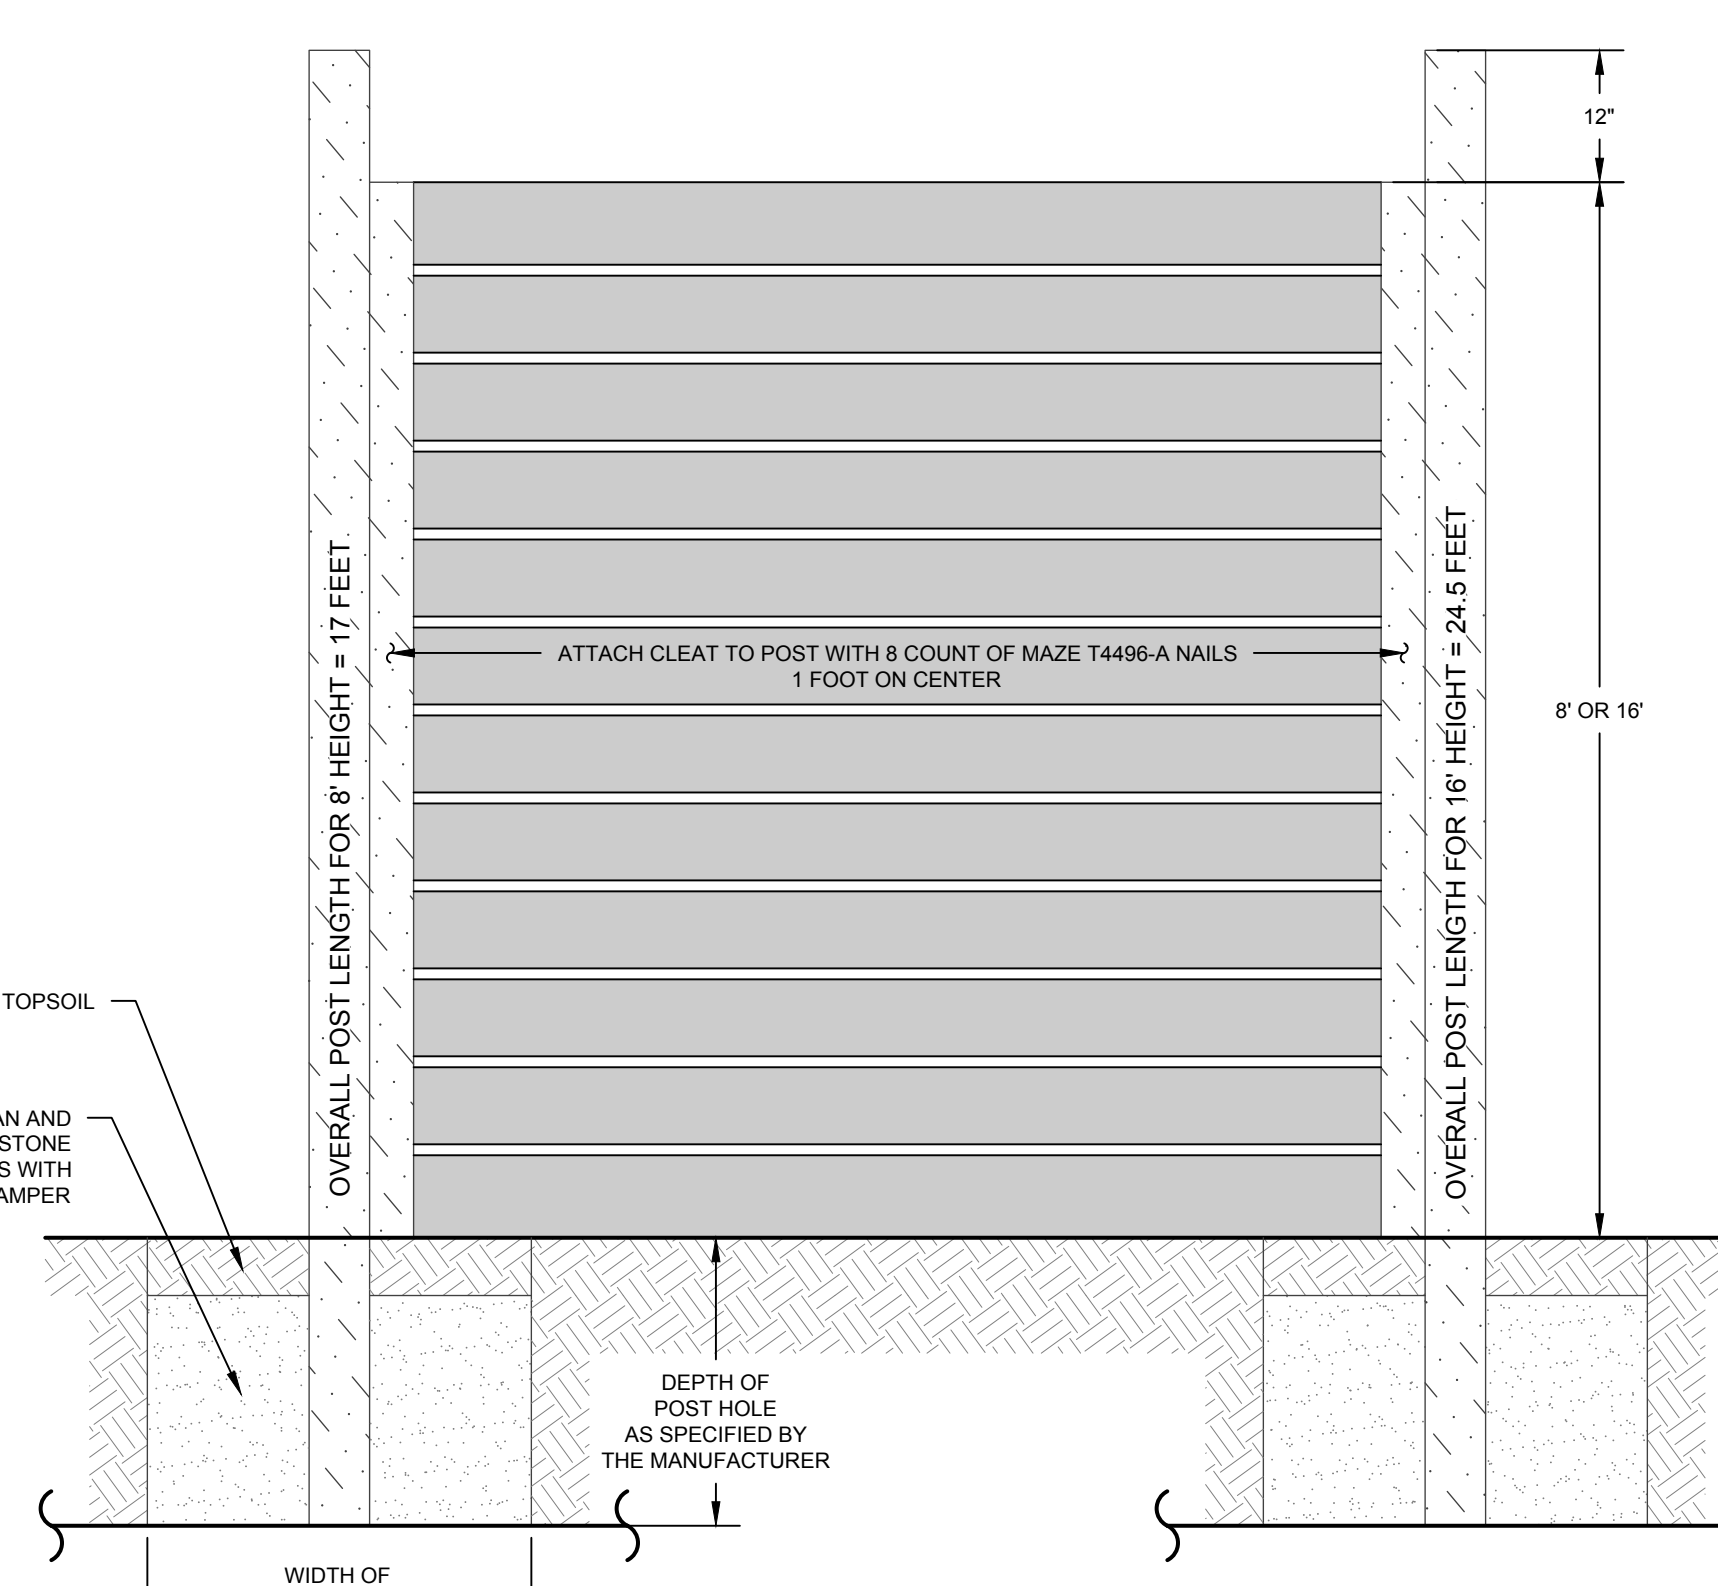 12"
ATTACH CLEAT TO POST WITH 8 COUNT OF MAZE T4496-A NAILS
1 FOOT ON CENTER
8' OR 16'
OVERALL POST LENGTH FOR 8' HEIGHT = 17 FEET
OVERALL POST LENGTH FOR 16' HEIGHT = 24.5 FEET
TOPSOIL
AND
STONE
WITH
DEPTH OF
POST HOLE
AS SPECIFIED BY
THE MANUFACTURER
WIDTH OF